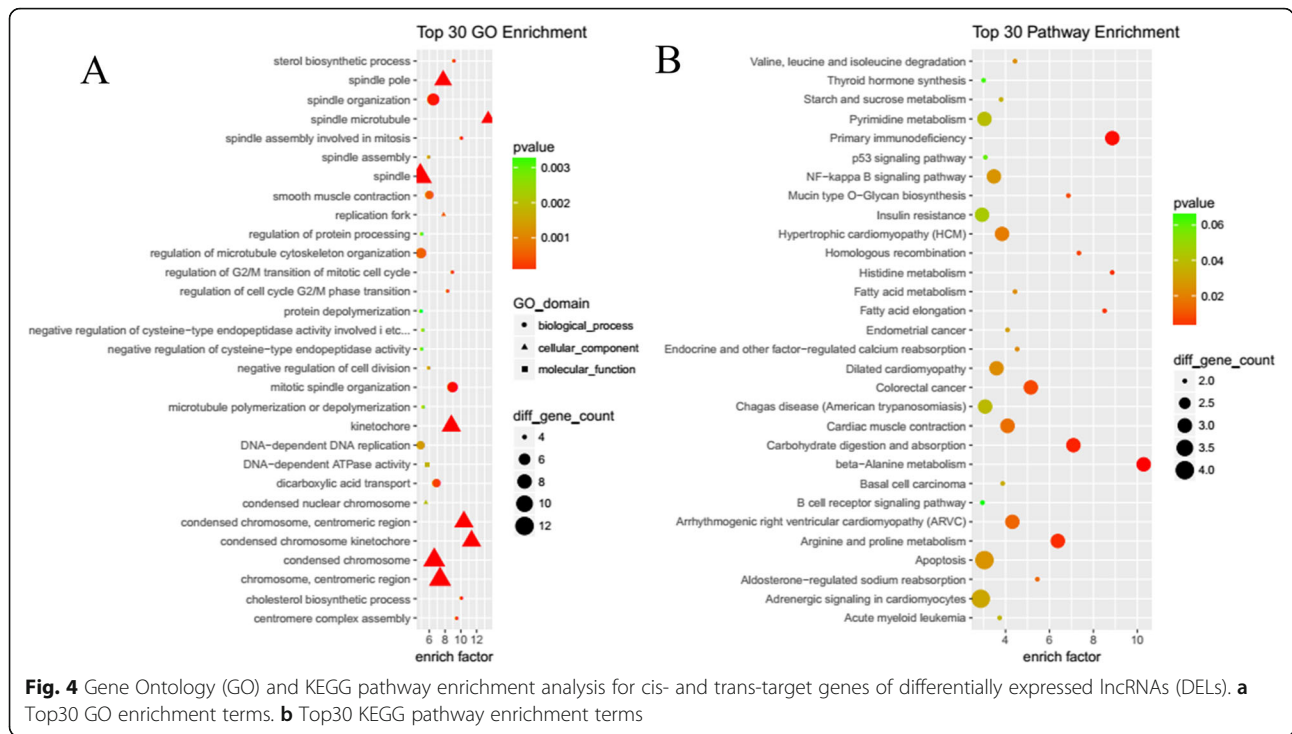 A
Top 30 GO Enrichment
sterol biosynthetic process
spindle pole
spindle organization
spindle microtubule
spindle assembly involved in mitosis
spindle assembly
spindle
smooth muscle contraction
replication fork
regulation of protein processing
regulation of microtubule cytoskeleton organization
regulation of G2/M transition of mitotic cell cycle
regulation of cell cycle G2/M phase transition
protein depolymerization
negative regulation of cysteine−type endopeptidase activity involved i etc...
negative regulation of cysteine−type endopeptidase activity
negative regulation of cell division
mitotic spindle organization
microtubule polymerization or depolymerization
kinetochore
DNA−dependent DNA replication
DNA−dependent ATPase activity
dicarboxylic acid transport
condensed nuclear chromosome
condensed chromosome, centromeric region
condensed chromosome kinetochore
condensed chromosome
chromosome, centromeric region
cholesterol biosynthetic process
centromere complex assembly
6 8 10 12
enrich factor
pvalue
0.003
0.002
0.001
GO_domain
biological_process
cellular_component
molecular_function
diff_gene_count
4
6
8
10
12
B
Top 30 Pathway Enrichment
Valine, leucine and isoleucine degradation
Thyroid hormone synthesis
Starch and sucrose metabolism
Pyrimidine metabolism
Primary immunodeficiency
p53 signaling pathway
NF−kappa B signaling pathway
Mucin type O−Glycan biosynthesis
Insulin resistance
Hypertrophic cardiomyopathy (HCM)
Homologous recombination
Histidine metabolism
Fatty acid metabolism
Fatty acid elongation
Endometrial cancer
Endocrine and other factor−regulated calcium reabsorption
Dilated cardiomyopathy
Colorectal cancer
Chagas disease (American trypanosomiasis)
Cardiac muscle contraction
Carbohydrate digestion and absorption
beta−Alanine metabolism
Basal cell carcinoma
B cell receptor signaling pathway
Arrhythmogenic right ventricular cardiomyopathy (ARVC)
Arginine and proline metabolism
Apoptosis
Aldosterone−regulated sodium reabsorption
Adrenergic signaling in cardiomyocytes
Acute myeloid leukemia
4 6 8 10
enrich factor
pvalue
0.06
0.04
0.02
diff_gene_count
2.0
2.5
3.0
3.5
4.0
Fig. 4 Gene Ontology (GO) and KEGG pathway enrichment analysis for cis- and trans-target genes of differentially expressed lncRNAs (DELs). a
Top30 GO enrichment terms. b Top30 KEGG pathway enrichment terms